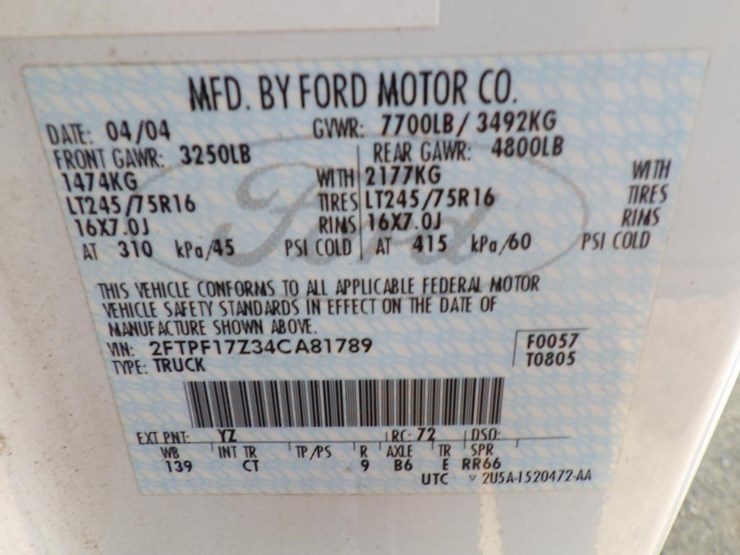 MFD. BY FORD MOTOR CO.
DATE: 04/04 GVWR: 7700LB/ 3492KG
FRONT GAWR: 3250LB REAR GAWR: 4800LB
1474KG WITH 2177KG WITH
LT245/75R16 TIRES LT245/75R16 TIRES
16X7.0J RIMS 16X7.0J RIMS
AT 310 kPa/45 PSI COLD AT 415 kPa/60 PSI COLD
Ford
THIS VEHICLE CONFORMS TO ALL APPLICABLE FEDERAL MOTOR
VEHICLE SAFETY STANDARDS IN EFFECT ON THE DATE OF
MANUFACTURE SHOWN ABOVE.
VIN: 2FTPF17Z34CA81789 F0057
TYPE: TRUCK T0805
EXT PNT: YZ RC: 72 DSO:
WB INT TR TP/PS R AXLE TR SPR
139 CT 9 B6 E RR66
UTC 2U5A-1520472-AA